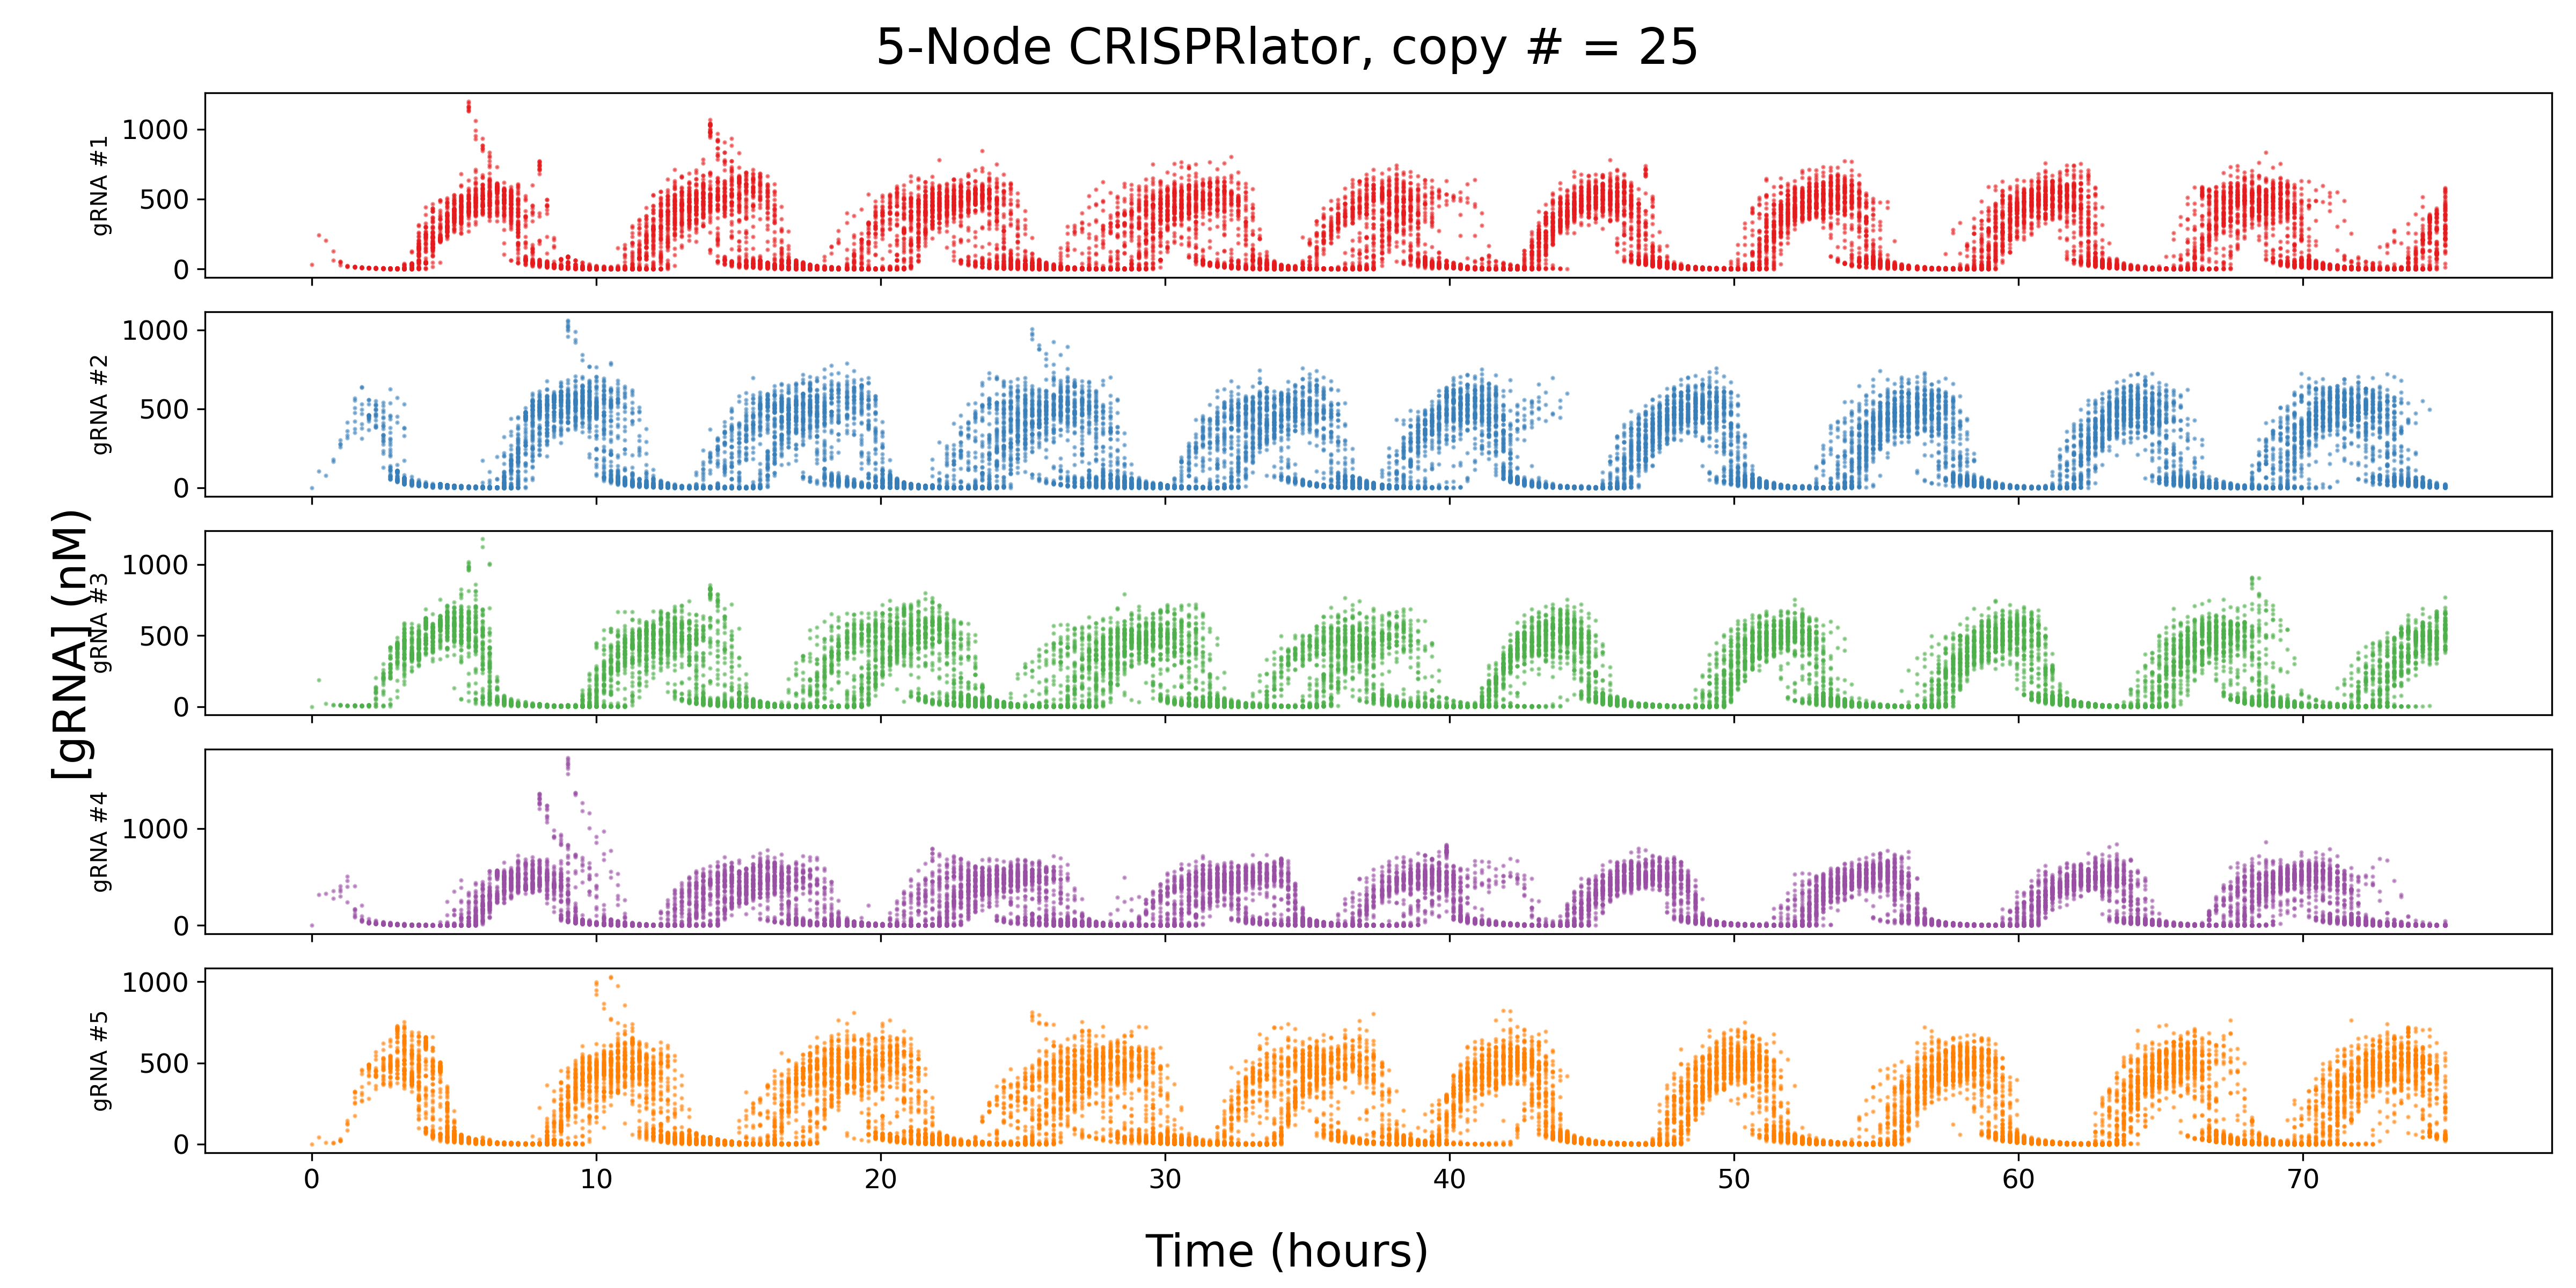 5-Node CRISPRlator, copy # = 25
[gRNA] (nM)
gRNA #1
1000
500
0
gRNA #2
1000
500
0
gRNA #3
1000
500
0
gRNA #4
1000
0
gRNA #5
1000
500
0
0 10 20 30 40 50 60 70
Time (hours)